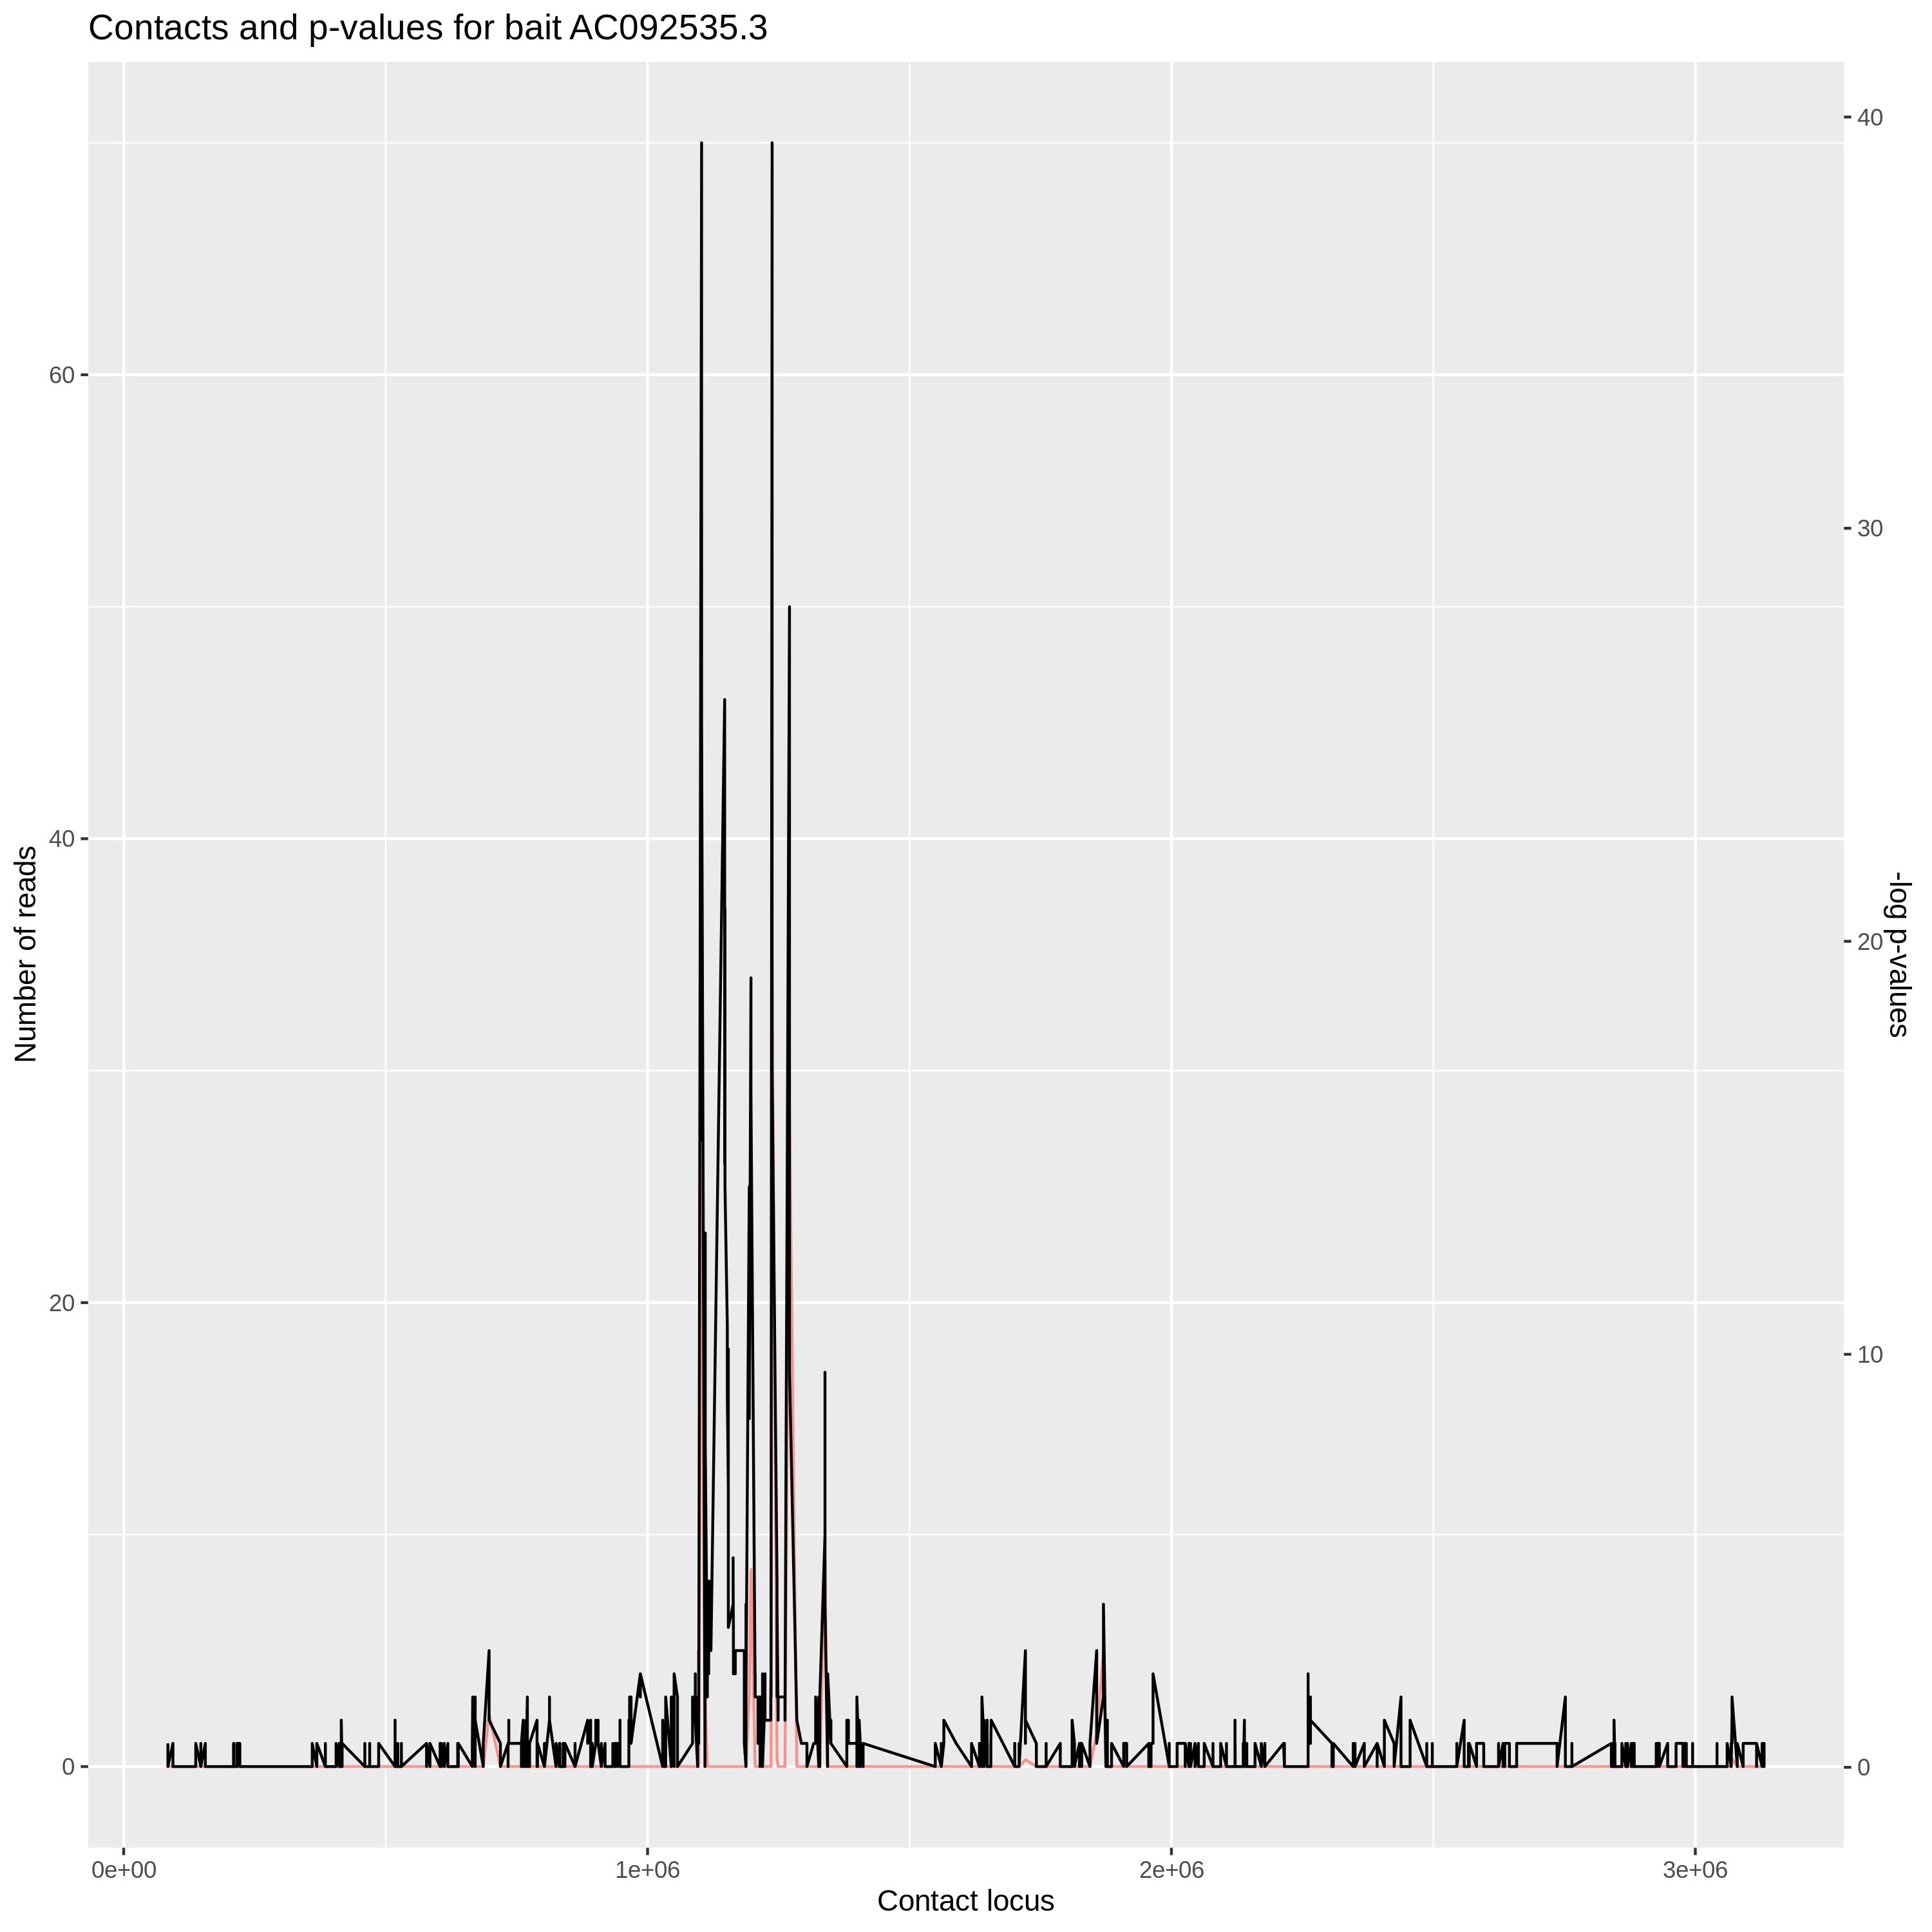 Contacts and p-values for bait AC092535.3
Number of reads
60
40
20
0
40
30
20
10
0
-log p-values
0e+00 1e+06 2e+06 3e+06
Contact locus